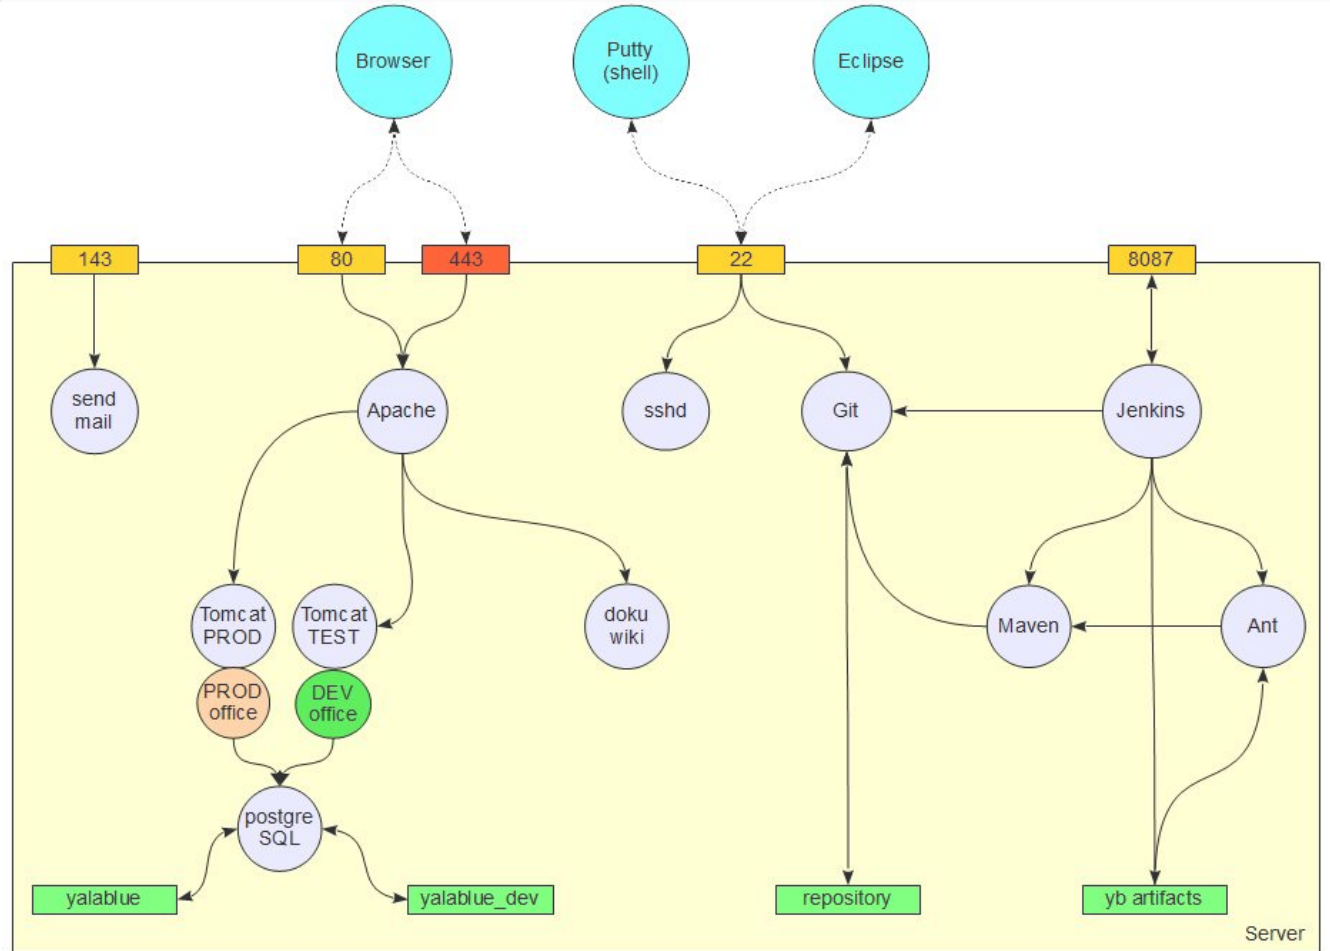 Browser
Putty
(shell)
Eclipse
143
80
443
22
8087
send
mail
Apache
sshd
Git
Jenkins
Tomcat
PROD
Tomcat
TEST
doku
wiki
Maven
Ant
PROD
office
DEV
office
postgre
SQL
yalablue
yalablue_dev
repository
yb artifacts
Server